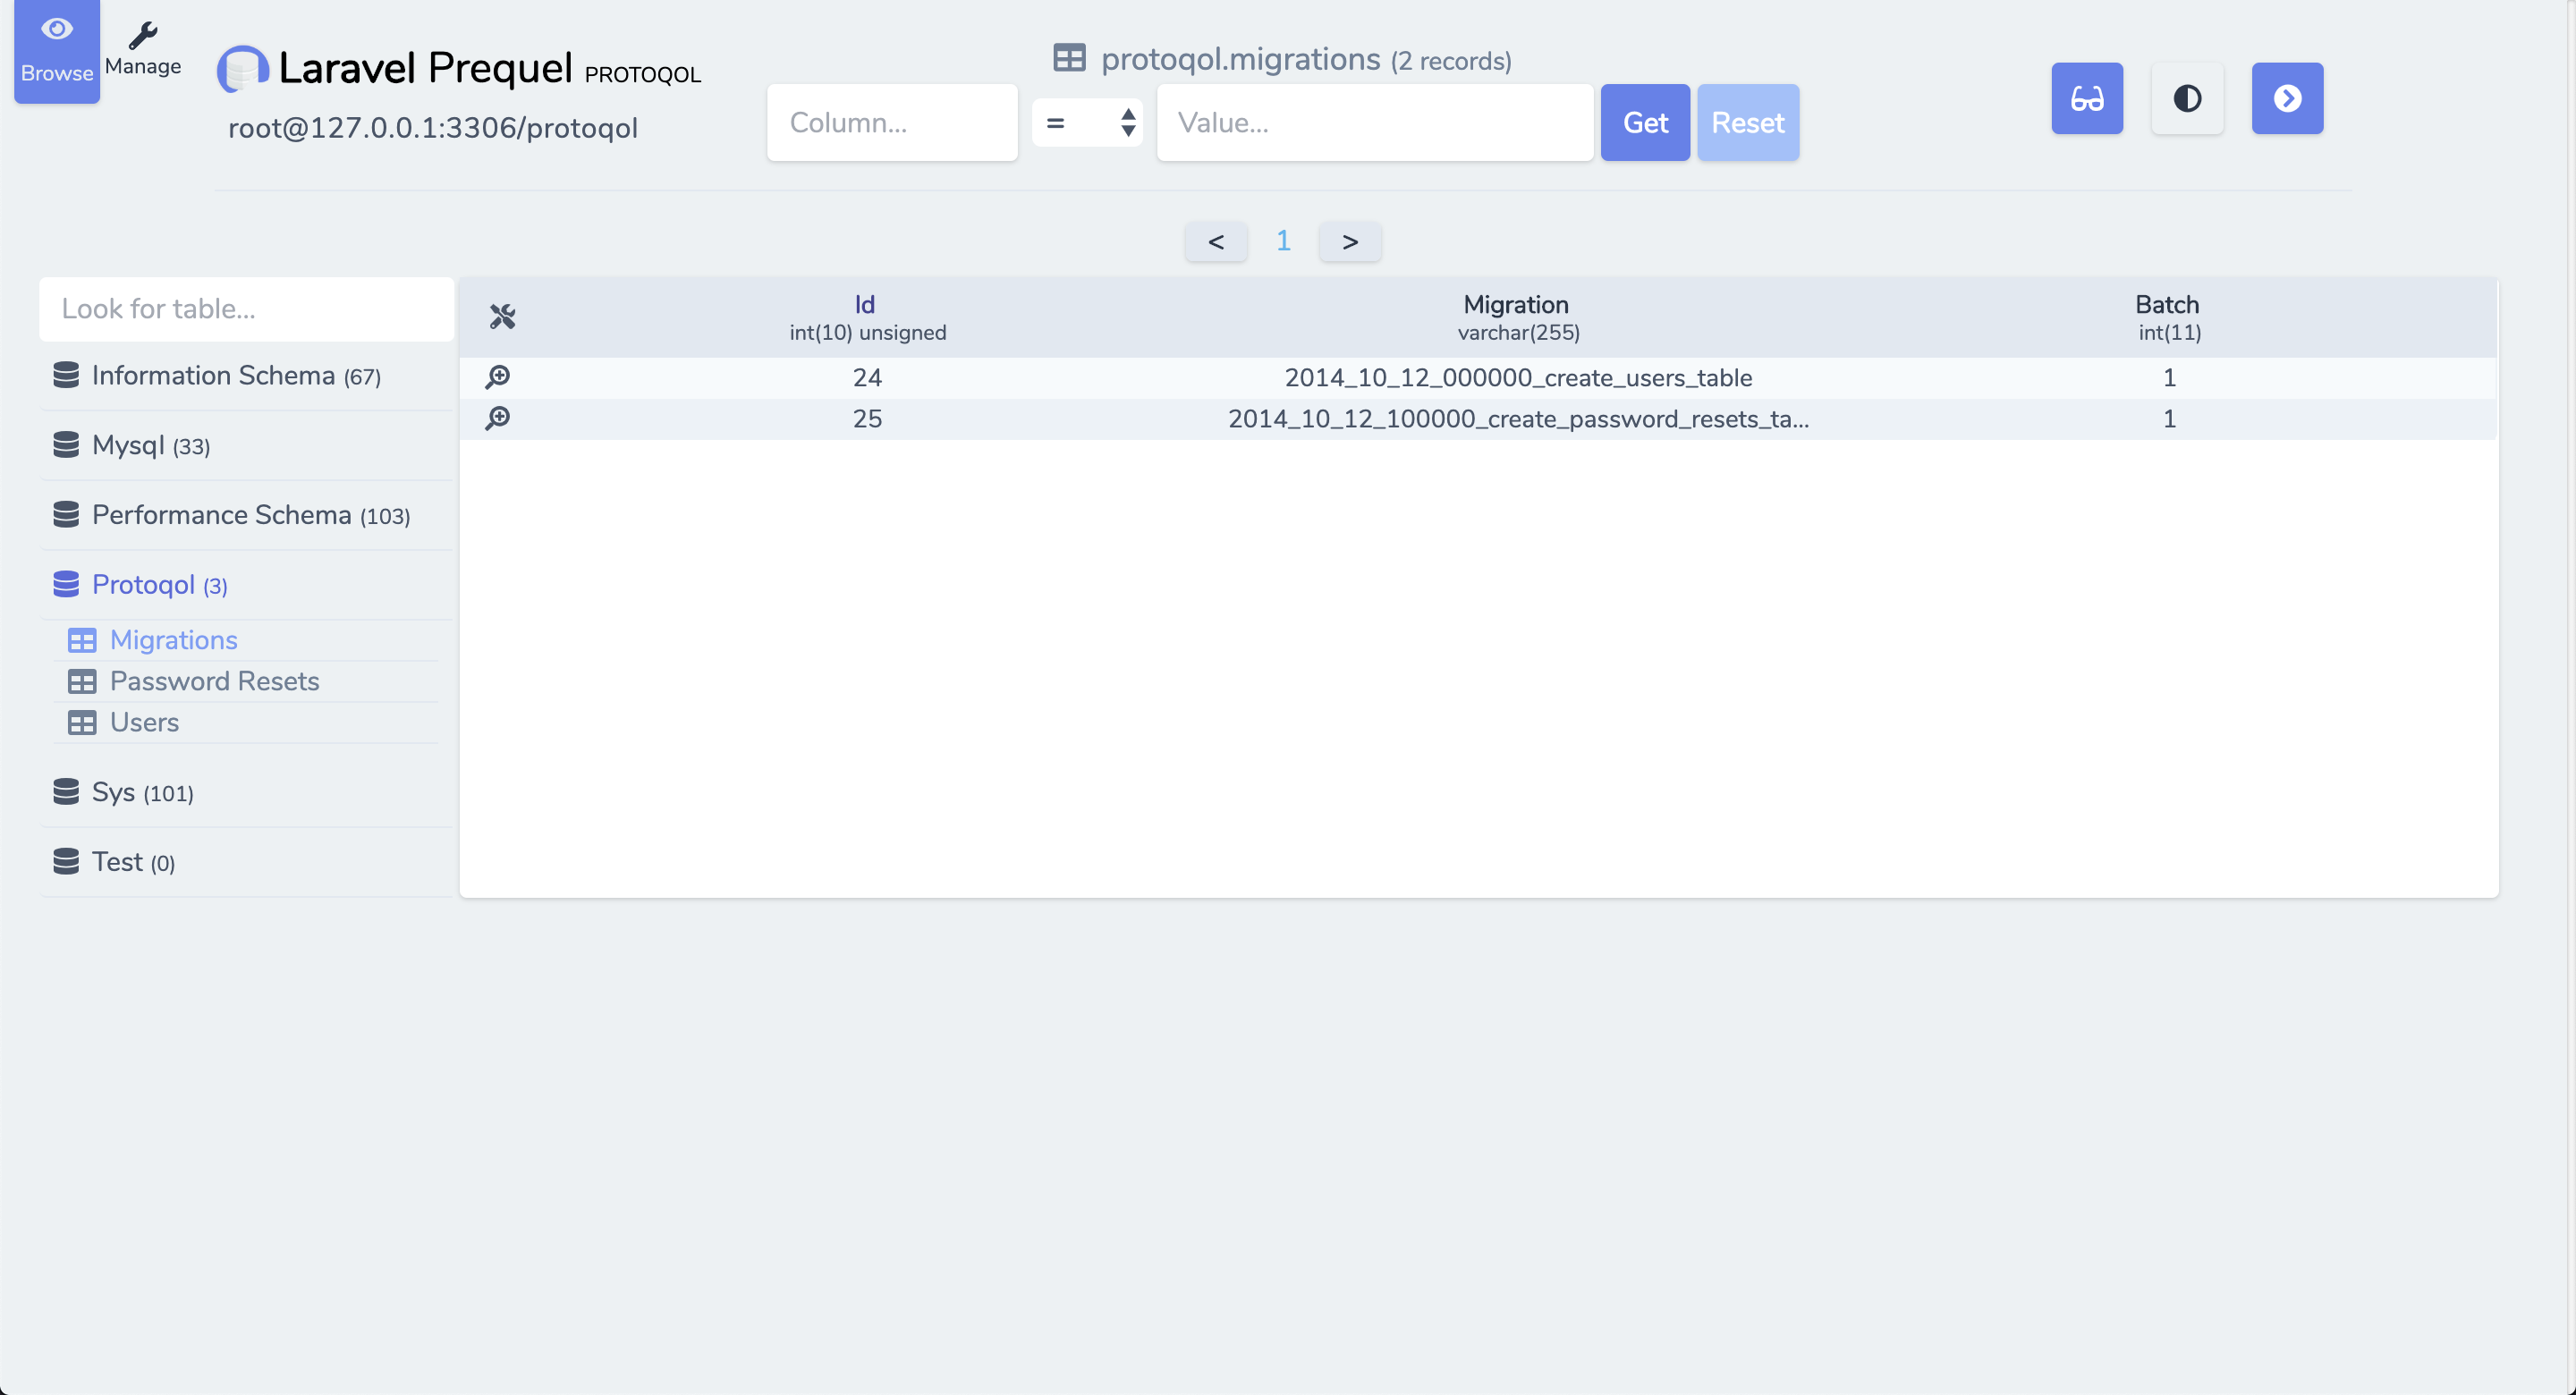 Browse
Manage
Laravel Prequel PROTOQOL
root@127.0.0.1:3306/protoqol
protoqol.migrations (2 records)
Column...
=
Value...
Get
Reset
< 1 >
Look for table...
Information Schema (67)
Mysql (33)
Performance Schema (103)
Protoqol (3)
Migrations
Password Resets
Users
Sys (101)
Test (0)
Id Migration Batch
int(10) unsigned varchar(255) int(11)
24 2014_10_12_000000_create_users_table 1
25 2014_10_12_100000_create_password_resets_ta... 1